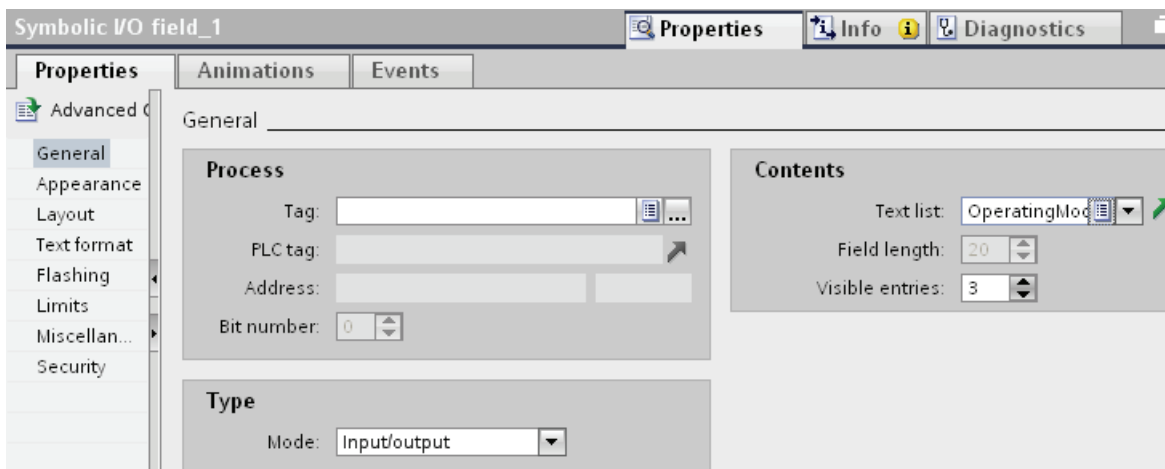 Symbolic I/O field_1
Properties
Info
Diagnostics
Properties
Animations
Events
Advanced
General
Appearance
Layout
Text format
Flashing
Limits
Miscellan...
Security
General
Process
Tag:
...
PLC tag:
Address:
Bit number: 0
Type
Mode: Input/output
Contents
Text list: OperatingMod
Field length: 20
Visible entries: 3